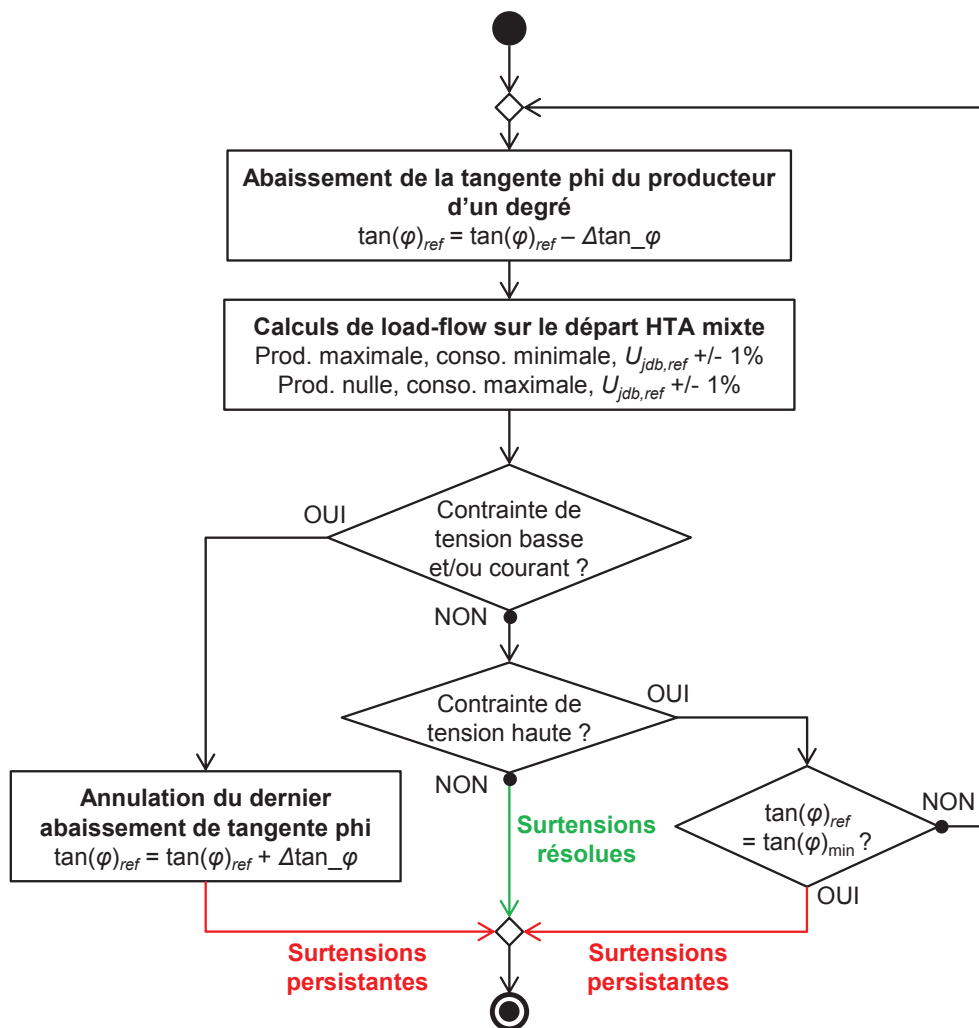 Abaissement de la tangente phi du producteur
d'un degré
tan(φ)ref = tan(φ)ref – Δtan_φ
Calculs de load-flow sur le départ HTA mixte
Prod. maximale, conso. minimale, Ujdb,ref +/- 1%
Prod. nulle, conso. maximale, Ujdb,ref +/- 1%
OUI
Contrainte de
tension basse
et/ou courant ?
NON
Contrainte de
tension haute ?
OUI
NON
Annulation du dernier
abaissement de tangente phi
tan(φ)ref = tan(φ)ref + Δtan_φ
Surtensions
résolues
tan(φ)ref
= tan(φ)min ?
NON
OUI
Surtensions
persistantes
Surtensions
persistantes